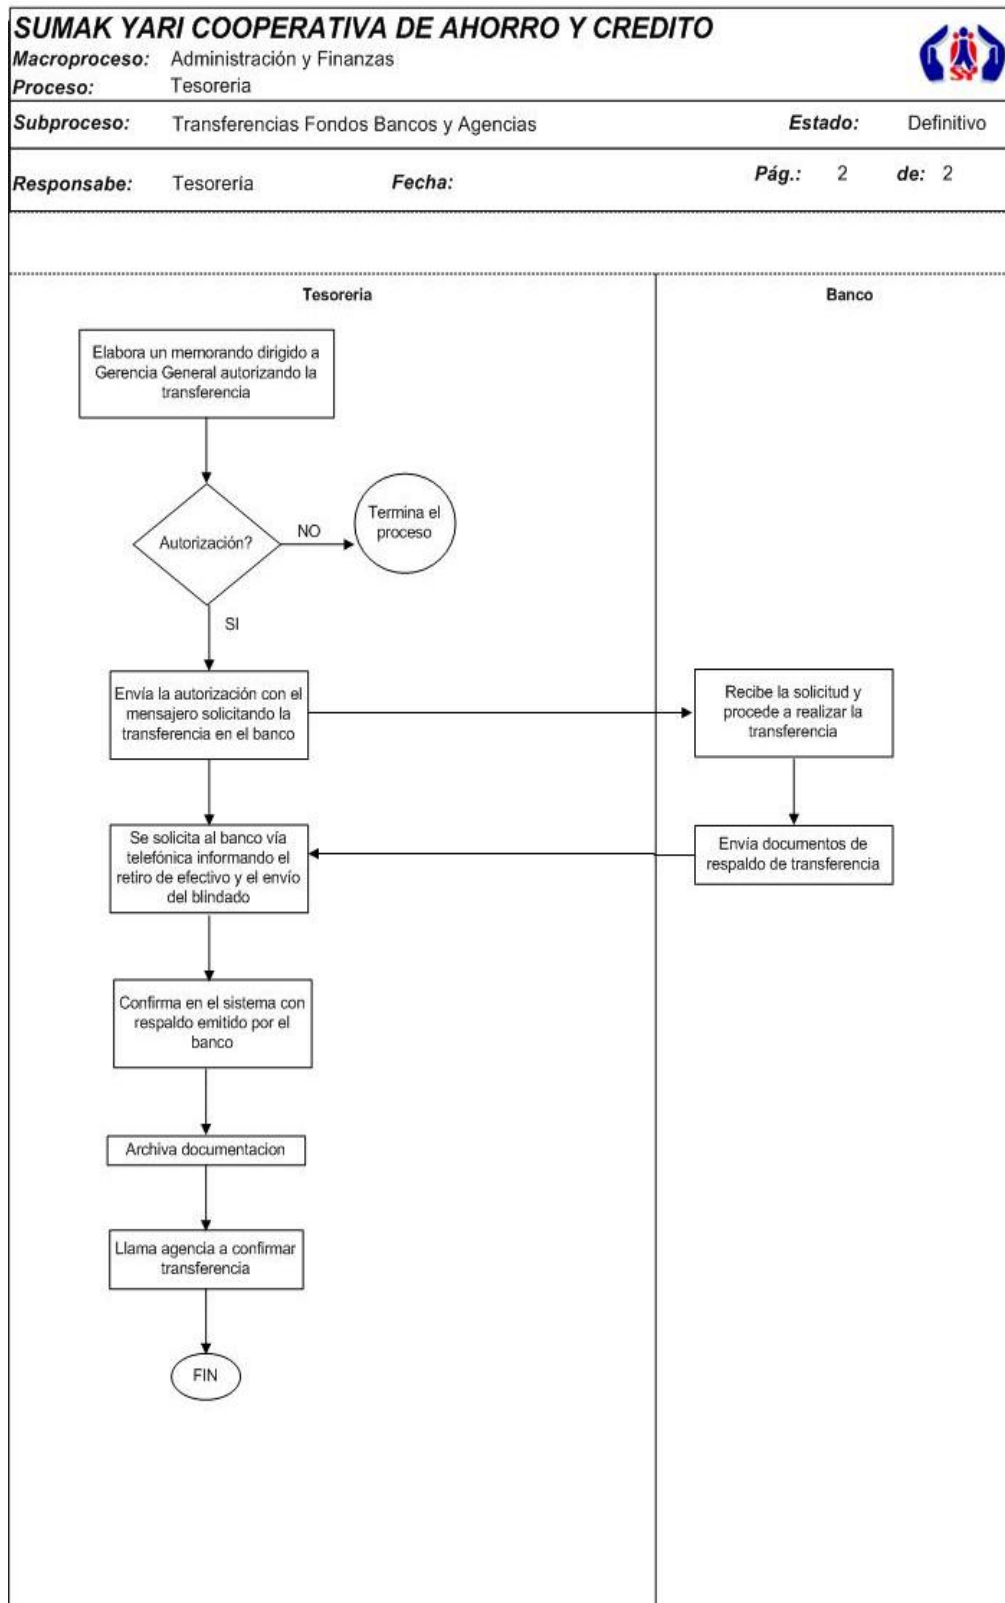 SUMAK YARI COOPERATIVA DE AHORRO Y CREDITO
Macroproceso: Administración y Finanzas
Proceso: Tesoreria
SY
Subproceso: Transferencias Fondos Bancos y Agencias Estado: Definitivo
Responsabe: Tesorería Fecha: Pág.: 2 de: 2
Tesoreria Banco
Elabora un memorando dirigido a
Gerencia General autorizando la
transferencia
Autorización?
NO
Termina el
proceso
SI
Envía la autorización con el
mensajero solicitando la
transferencia en el banco
Recibe la solicitud y
procede a realizar la
transferencia
Se solicita al banco vía
telefónica informando el
retiro de efectivo y el envío
del blindado
Envia documentos de
respaldo de transferencia
Confirma en el sistema con
respaldo emitido por el
banco
Archiva documentacion
Llama agencia a confirmar
transferencia
FIN